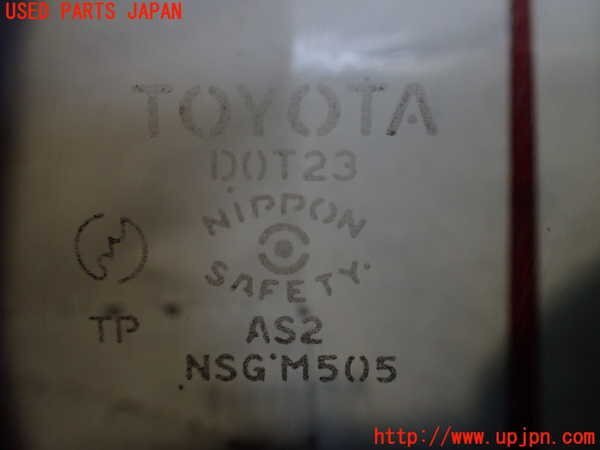 USED PARTS JAPAN
TOYOTA
DOT23
NIPPON
SAFETY
TP
AS2
NSG M505
http://www.upjpn.com